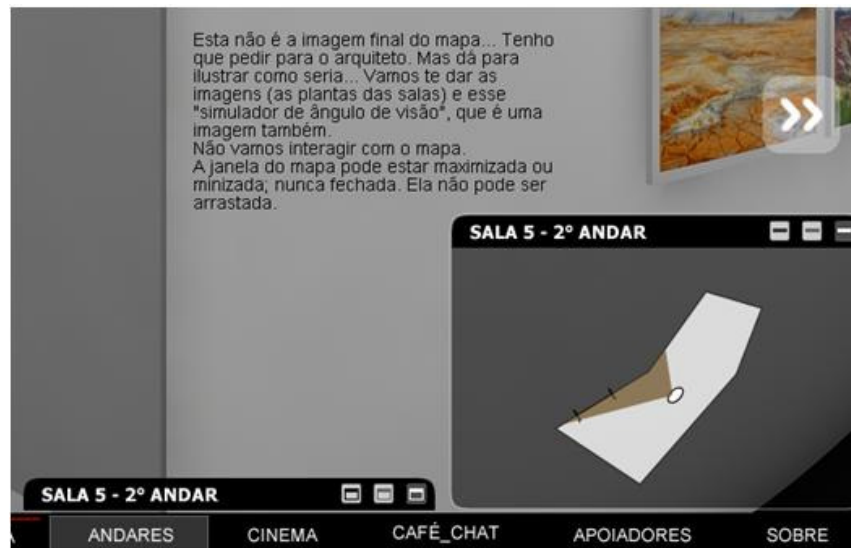 Esta não é a imagem final do mapa... Tenho
que pedir para o arquiteto. Mas dá para
ilustrar como seria... Vamos te dar as
imagens (as plantas das salas) e esse
"simulador de ângulo de visão", que é uma
imagem também.
Não vamos interagir com o mapa.
A janela do mapa pode estar maximizada ou
minizada; nunca fechada. Ela não pode ser
arrastada.
SALA 5 - 2º ANDAR
SALA 5 - 2º ANDAR
A ANDARES CINEMA CAFÉ_CHAT APOIADORES SOBRE